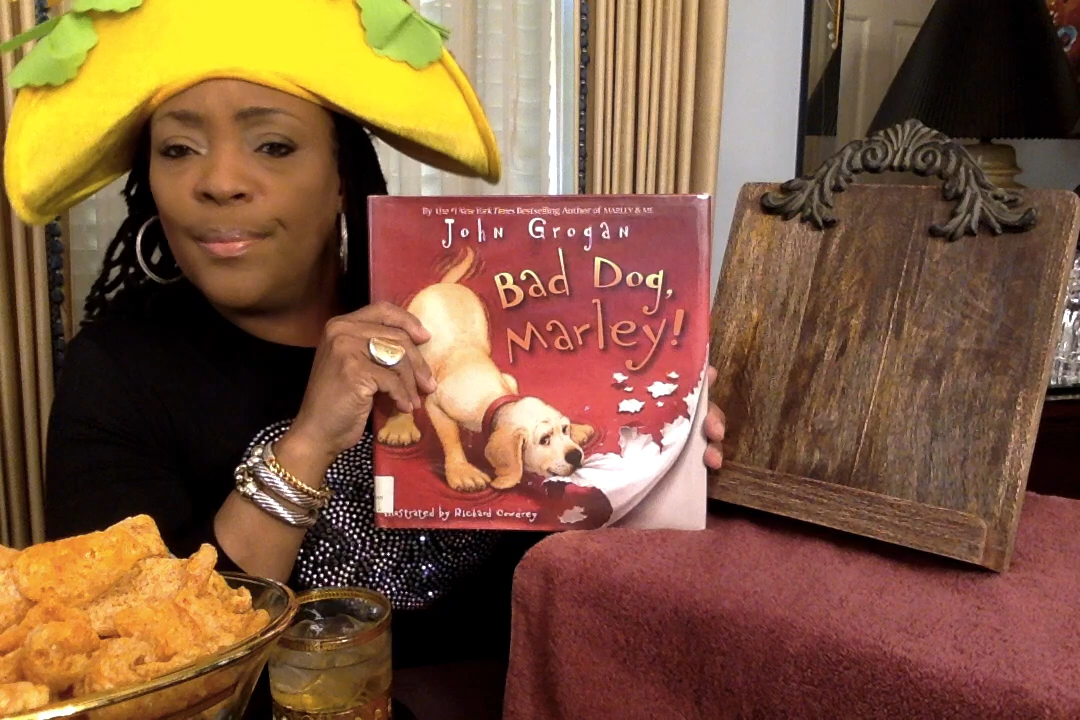 By the #1 New York Times Bestselling Author of MARLEY & ME
John Grogan
Bad Dog,
Marley!
Illustrated by Richard Cowdrey